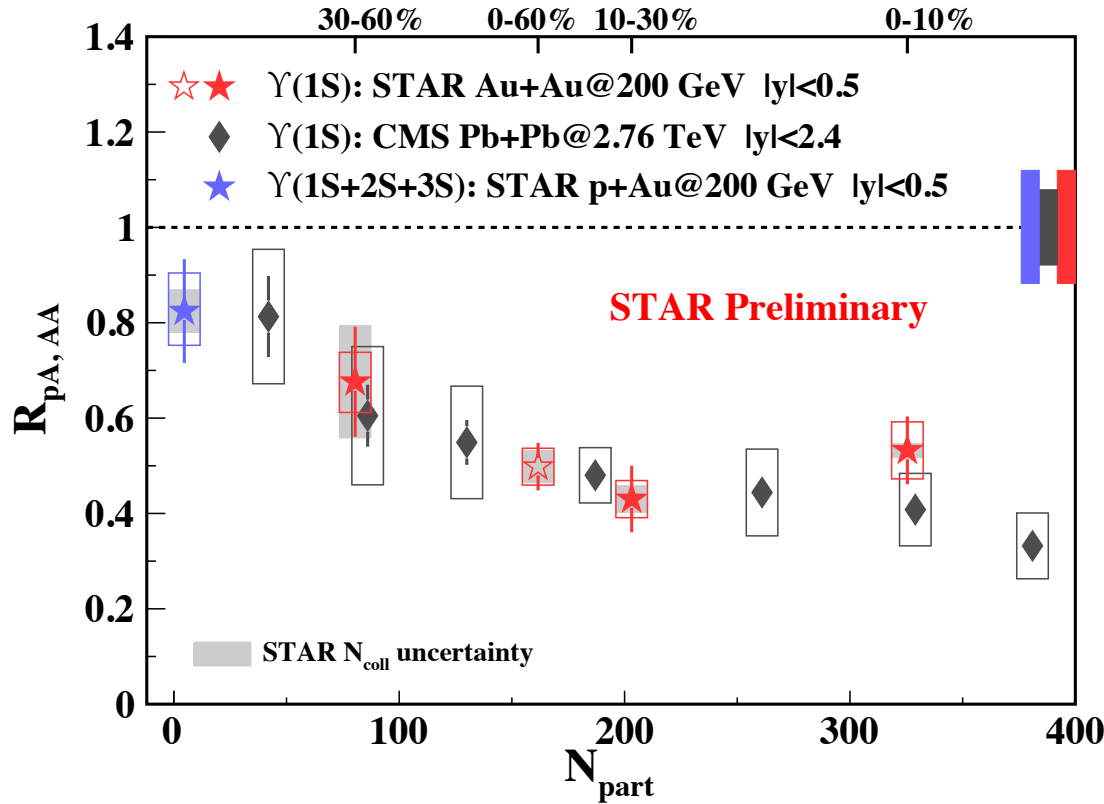 30-60% 0-60% 10-30% 0-10%
1.4
ϒ(1S): STAR Au+Au@200 GeV |y|<0.5
1.2
ϒ(1S): CMS Pb+Pb@2.76 TeV |y|<2.4
ϒ(1S+2S+3S): STAR p+Au@200 GeV |y|<0.5
1
STAR Preliminary
0.8
R_pA, AA
0.6
0.4
0.2
STAR N_coll uncertainty
0
0 100 200 300 400
N_part